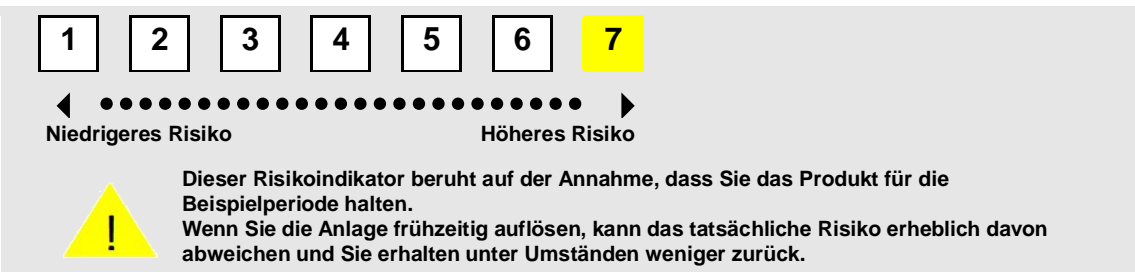 1 2 3 4 5 6 7
Niedrigeres Risiko Höheres Risiko
Dieser Risikoindikator beruht auf der Annahme, dass Sie das Produkt für die
Beispielperiode halten.
! Wenn Sie die Anlage frühzeitig auflösen, kann das tatsächliche Risiko erheblich davon
abweichen und Sie erhalten unter Umständen weniger zurück.